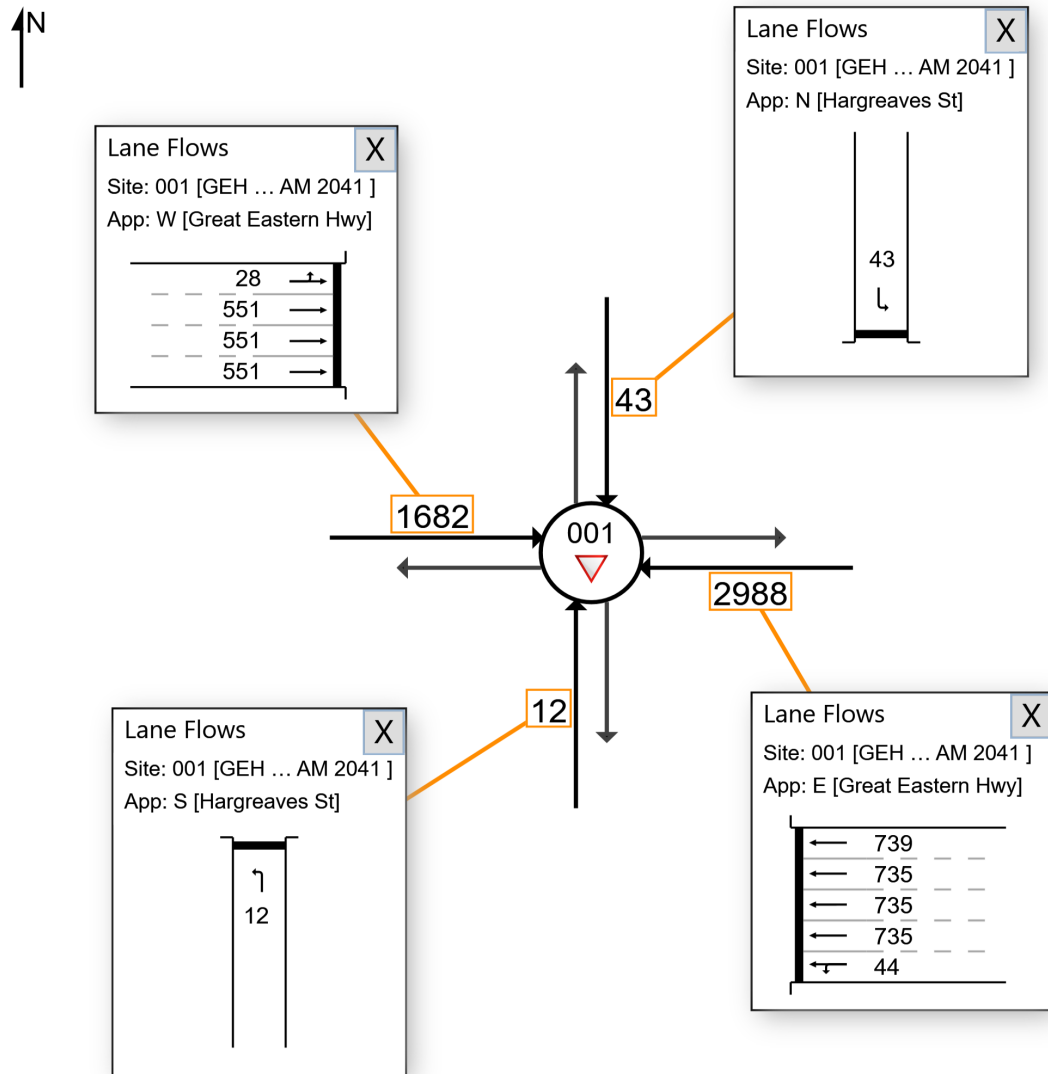 N
Lane Flows
X
Site: 001 [GEH … AM 2041 ]
App: N [Hargreaves St]
43
Lane Flows
X
Site: 001 [GEH … AM 2041 ]
App: W [Great Eastern Hwy]
28
551
551
551
43
1682
001
2988
12
Lane Flows
X
Site: 001 [GEH … AM 2041 ]
App: S [Hargreaves St]
12
Lane Flows
X
Site: 001 [GEH … AM 2041 ]
App: E [Great Eastern Hwy]
739
735
735
735
44